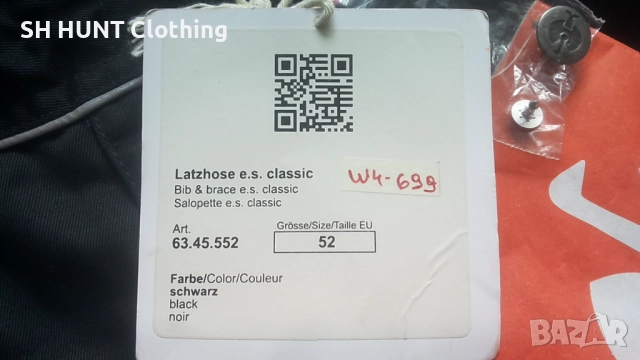 SH HUNT Clothing
Latzhose e.s. classic
Bib & brace e.s. classic
Salopette e.s. classic
W4-699
Art.
63.45.552
Grösse/Size/Taille EU
52
Farbe/Color/Couleur
schwarz
black
noir
BAZAR